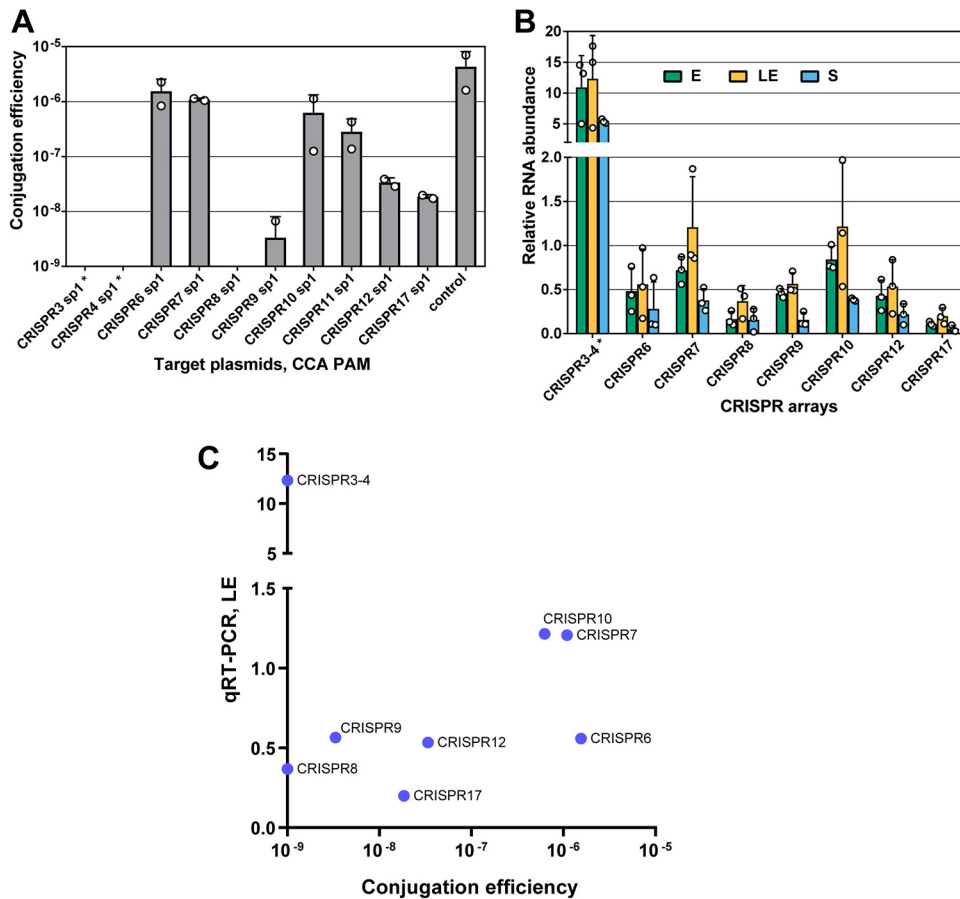 A
Conjugation efficiency
10-5
10-6
10-7
10-8
10-9
CRISPR3 sp1 *
CRISPR4 sp1 *
CRISPR6 sp1
CRISPR7 sp1
CRISPR8 sp1
CRISPR9 sp1
CRISPR10 sp1
CRISPR11 sp1
CRISPR12 sp1
CRISPR17 sp1
control
Target plasmids, CCA PAM
B
Relative RNA abundance
20
15
10
5
2.0
1.5
1.0
0.5
0.0
E LE S
CRISPR3-4 *
CRISPR6
CRISPR7
CRISPR8
CRISPR9
CRISPR10
CRISPR12
CRISPR17
CRISPR arrays
C
qRT-PCR, LE
15
10
5
1.5
1.0
0.5
0.0
CRISPR3-4
CRISPR10
CRISPR7
CRISPR9
CRISPR12
CRISPR6
CRISPR8
CRISPR17
10-9 10-8 10-7 10-6 10-5
Conjugation efficiency